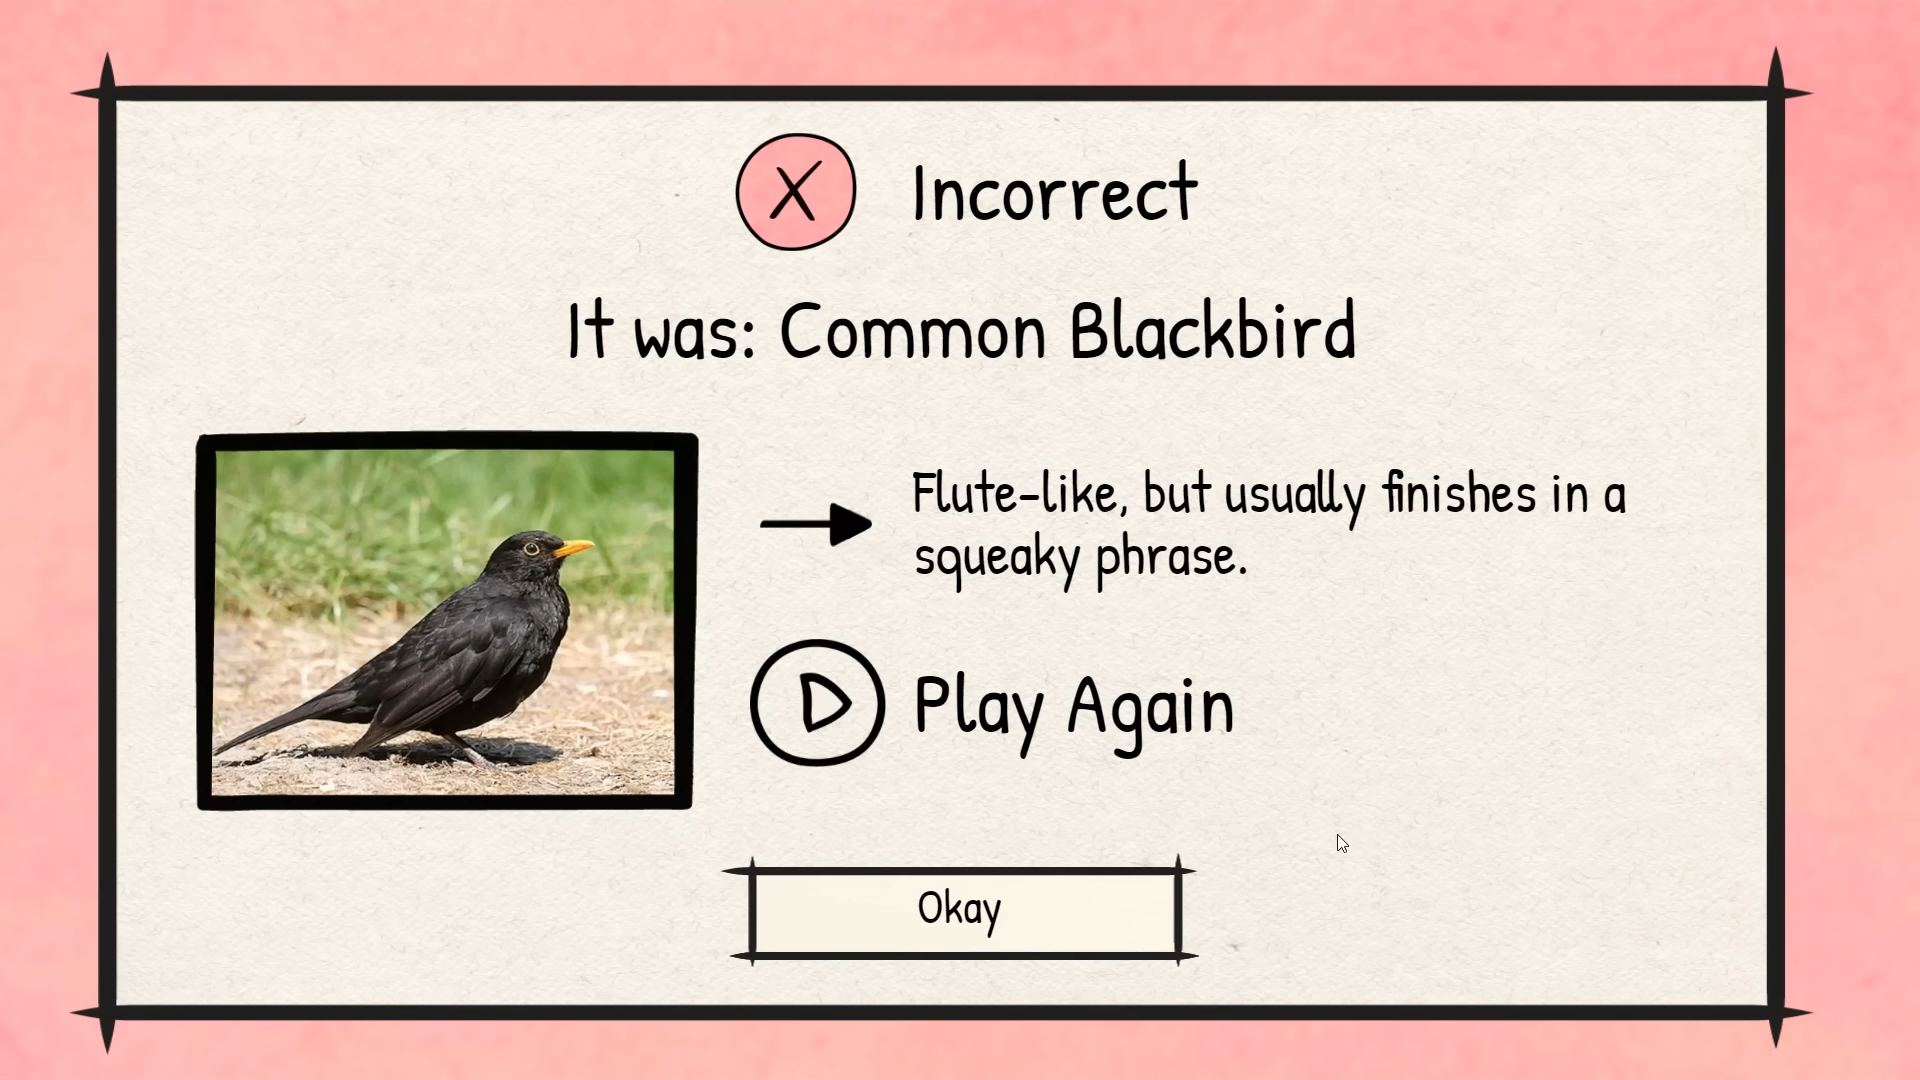 X
Incorrect
It was: Common Blackbird
Flute-like, but usually finishes in a
squeaky phrase.
Play Again
Okay